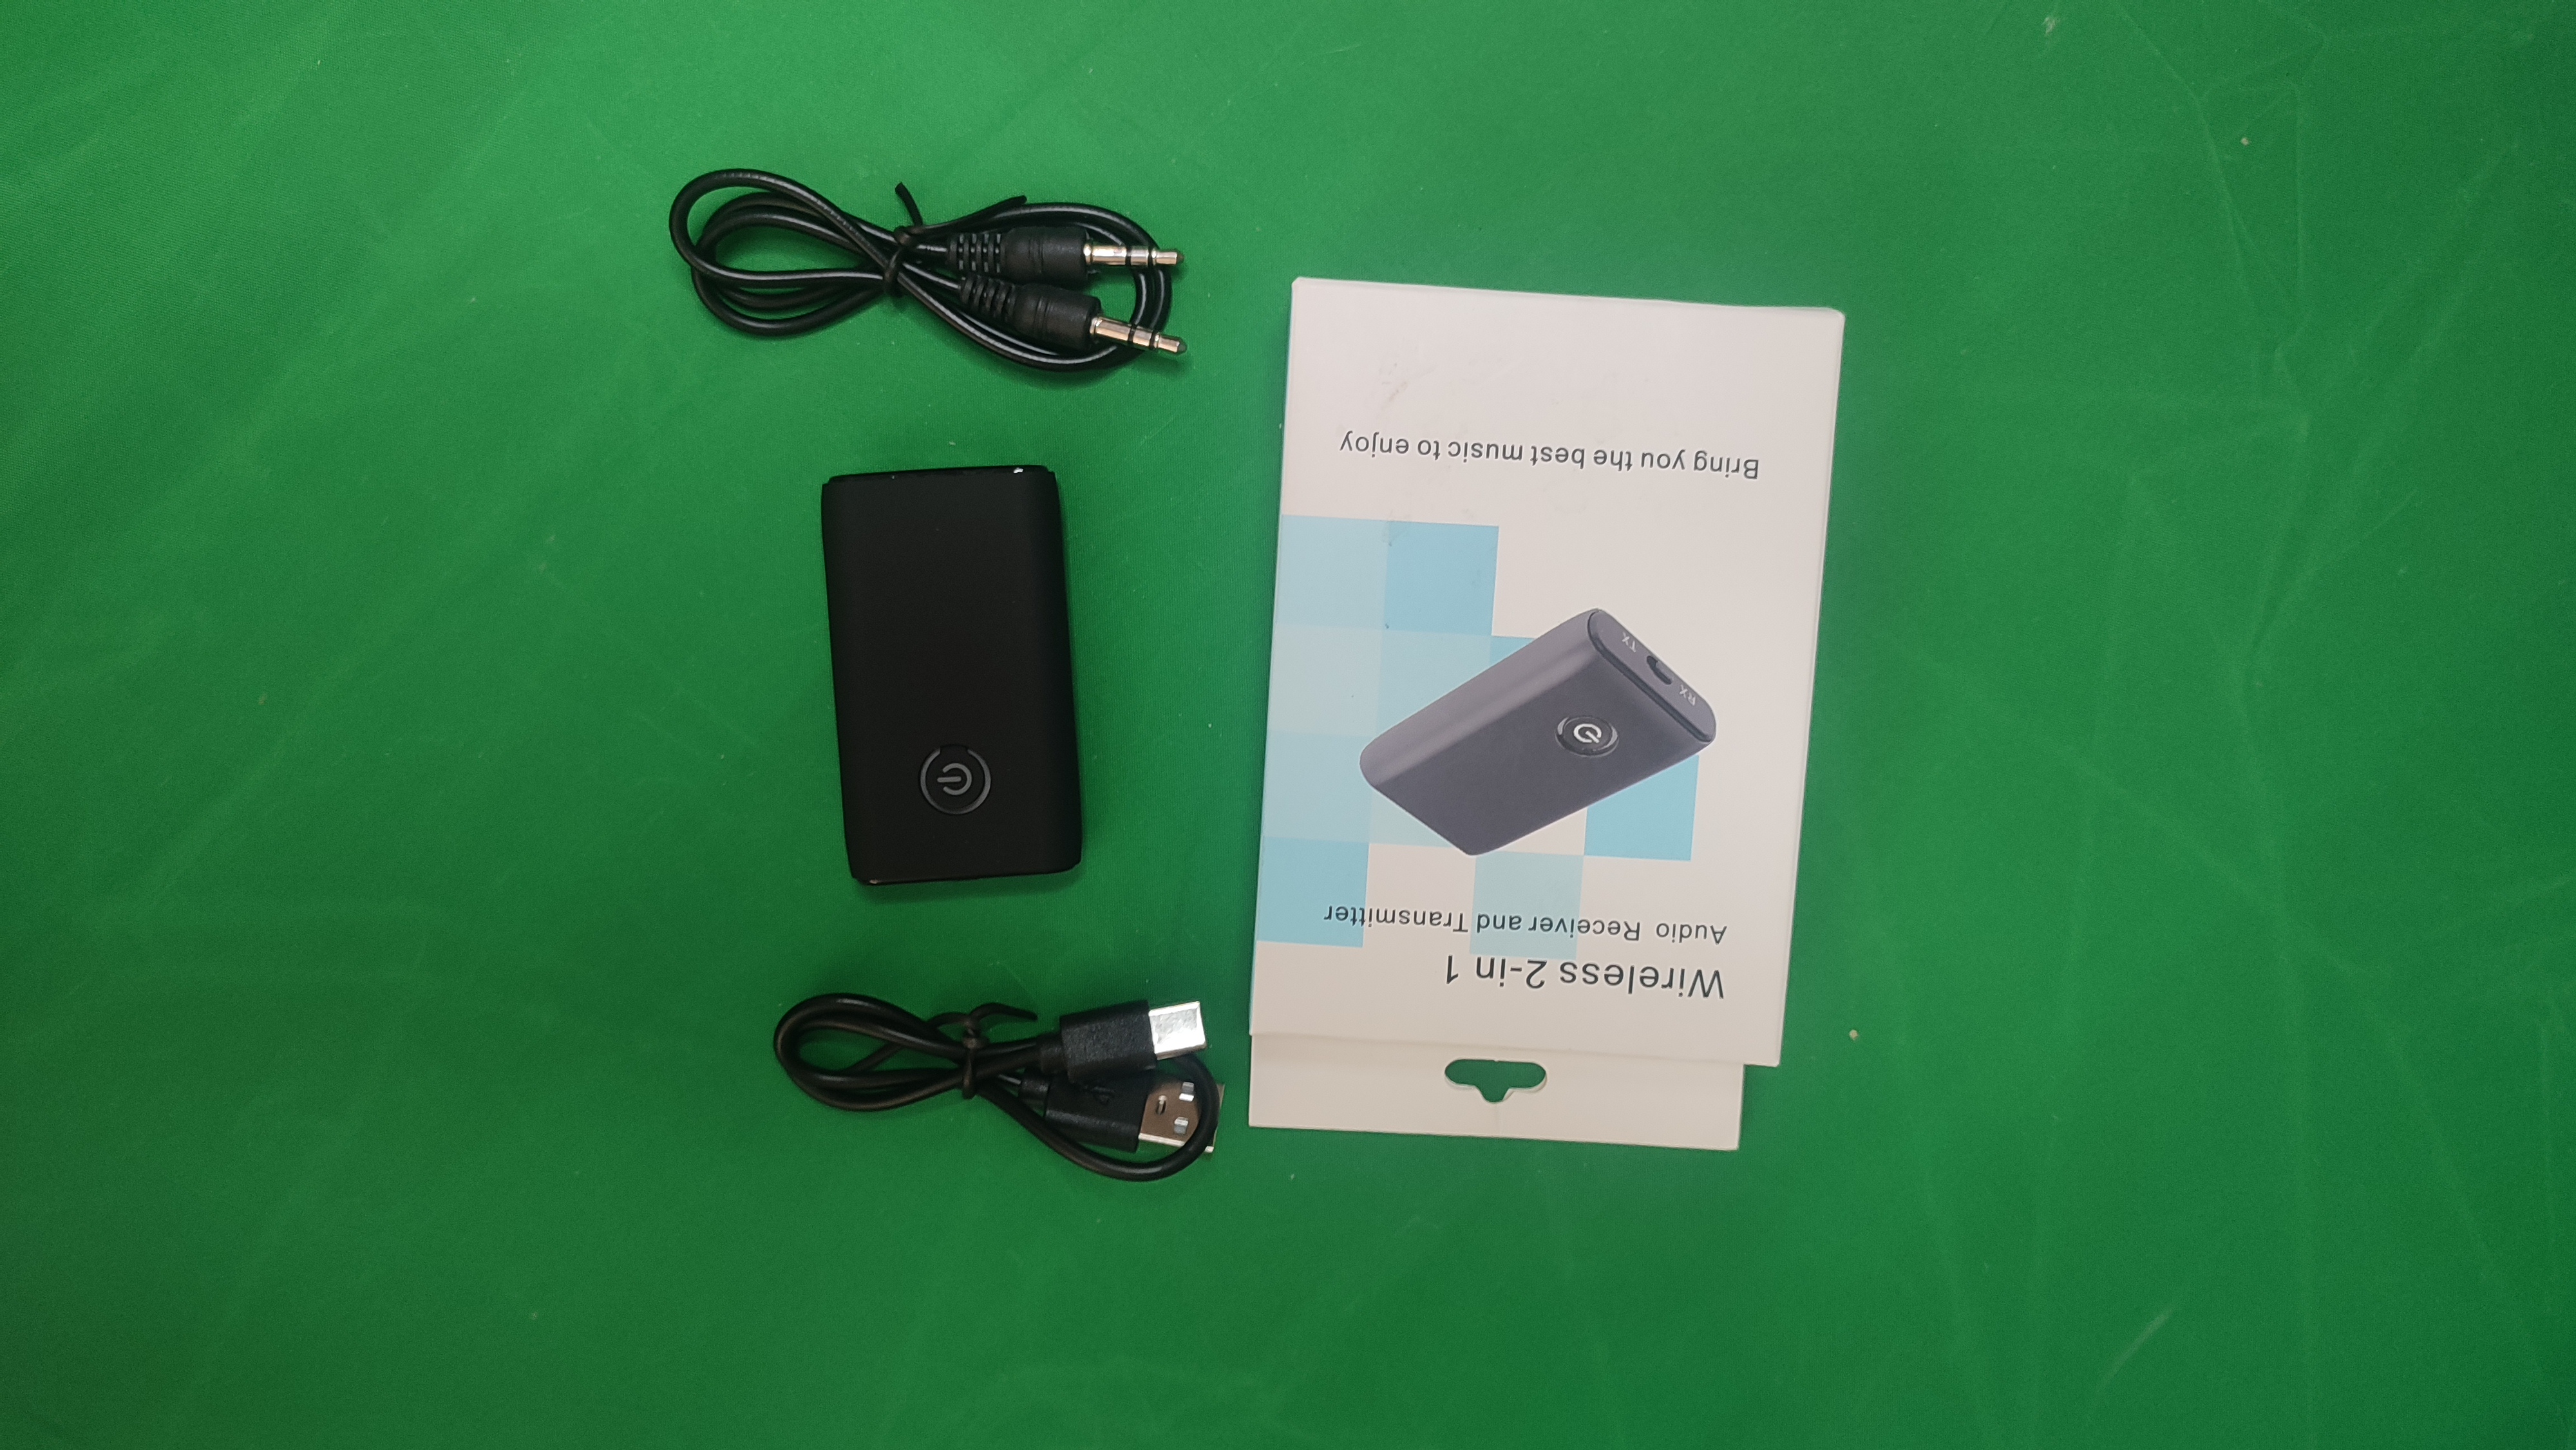 Wireless 2-in 1
Audio Receiver and Transmitter
RX
TX
Bring you the best music to enjoy